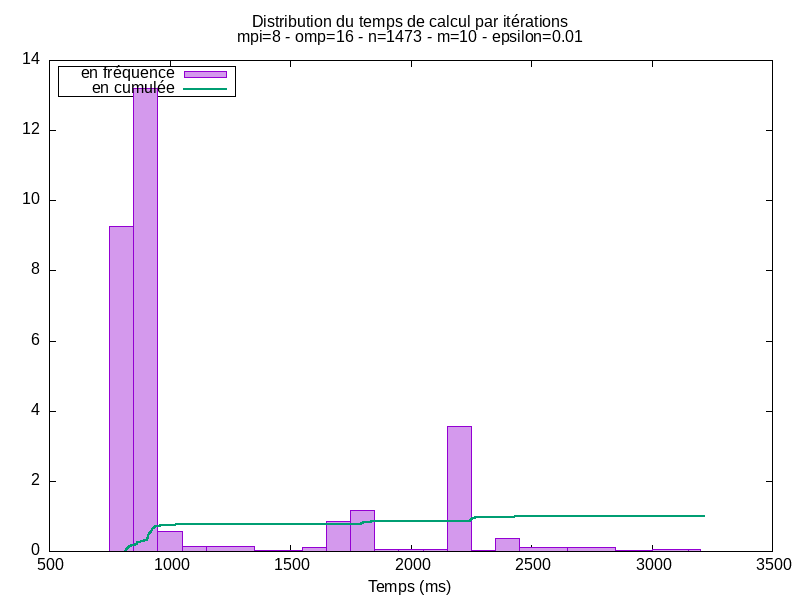 Distribution du temps de calcul par itérations
mpi=8 - omp=16 - n=1473 - m=10 - epsilon=0.01
14
en fréquence
en cumulée
12
10
8
6
4
2
0
500 1000 1500 2000 2500 3000 3500
Temps (ms)